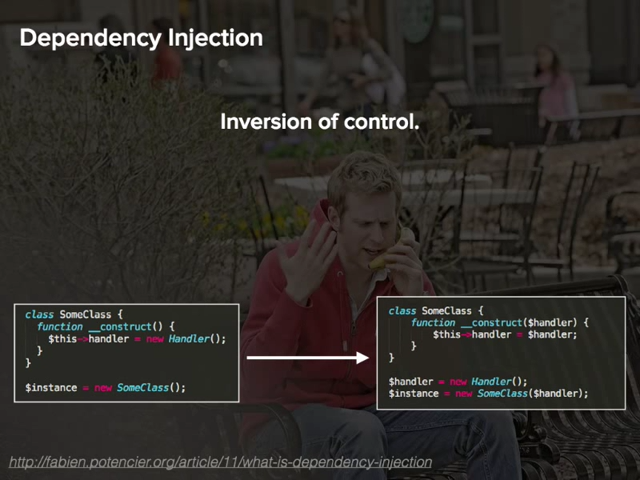 Dependency Injection
Inversion of control.
class SomeClass {
function __construct() {
$this->handler = new Handler();
}
}
$instance = new SomeClass();
class SomeClass {
function __construct($handler) {
$this->handler = $handler;
}
}
$handler = new Handler();
$instance = new SomeClass($handler);
http://fabien.potencier.org/article/11/what-is-dependency-injection